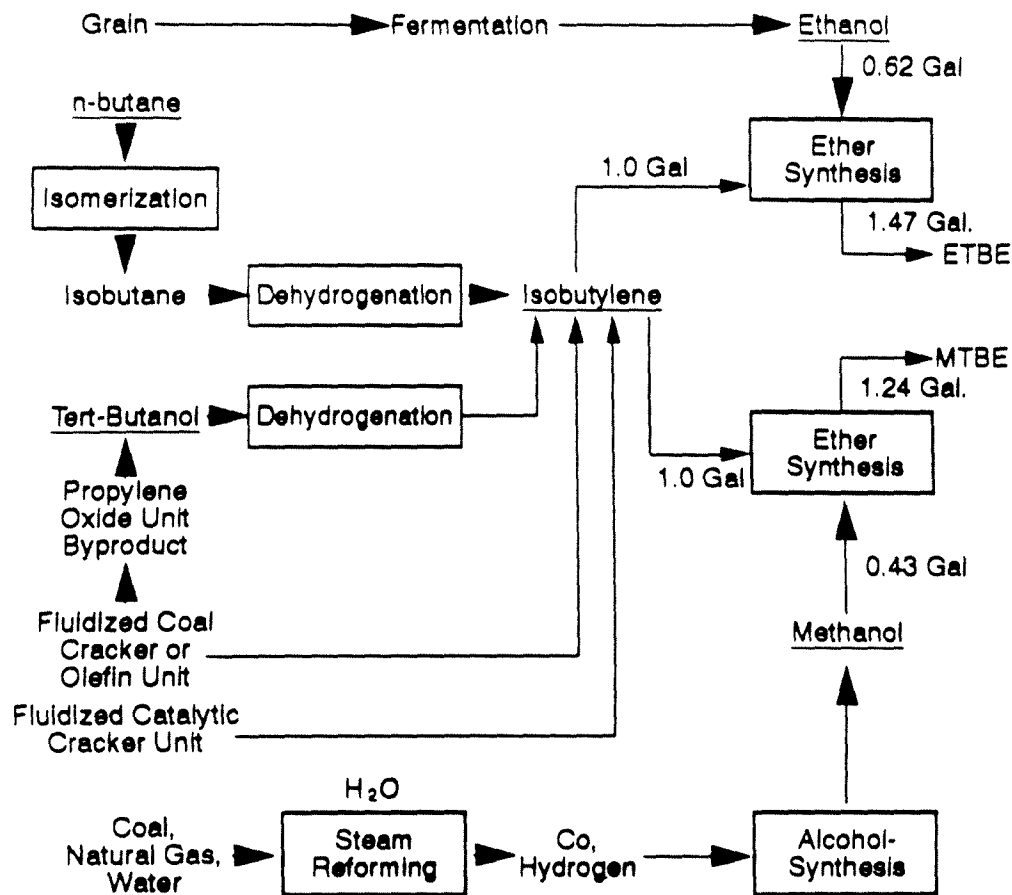 Grain
Fermentation
Ethanol
0.62 Gal
n-butane
Ether
Synthesis
1.0 Gal
Isomerization
1.47 Gal.
ETBE
Isobutane
Dehydrogenation
Isobutylene
MTBE
1.24 Gal.
Tert-Butanol
Dehydrogenation
Ether
Synthesis
1.0 Gal
Propylene
Oxide Unit
Byproduct
0.43 Gal
Fluidized Coal
Cracker or
Olefin Unit
Methanol
Fluidized Catalytic
Cracker Unit
H₂O
Coal,
Natural Gas,
Water
Steam
Reforming
Co,
Hydrogen
Alcohol-
Synthesis